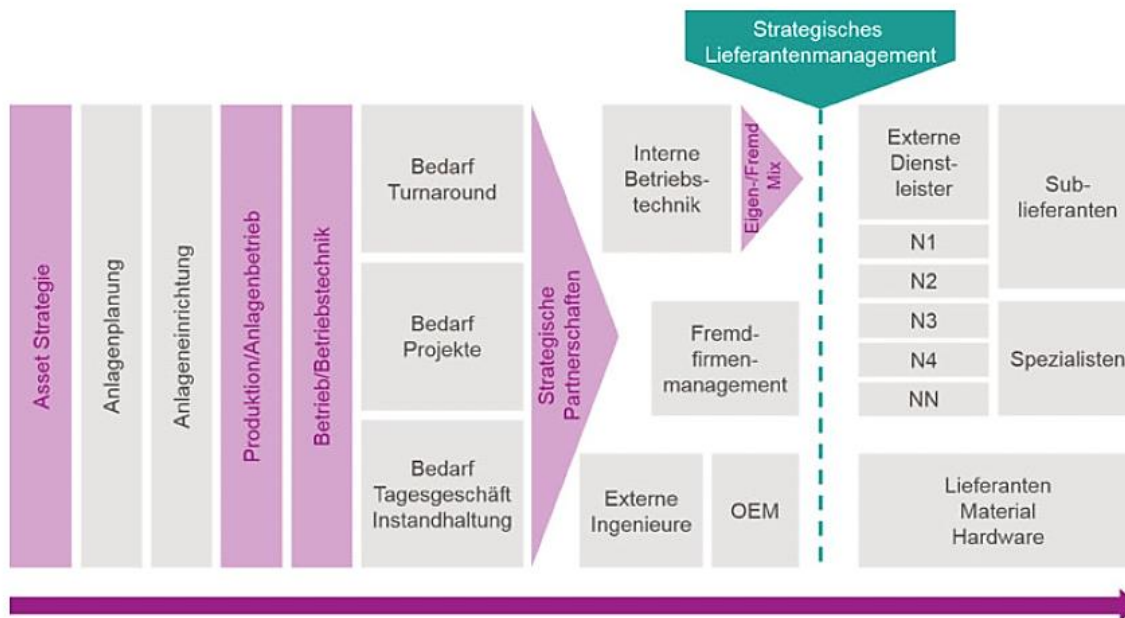 Strategisches
Lieferantenmanagement
Asset Strategie
Anlagenplanung
Anlageneinrichtung
Produktion/Anlagenbetrieb
Betrieb/Betriebstechnik
Bedarf
Turnaround
Bedarf
Projekte
Bedarf
Tagesgeschäft
Instandhaltung
Strategische
Partnerschaften
Interne
Betriebs-
technik
Eigen-/Fremd
Mix
Fremd-
firmen-
management
Externe
Ingenieure
OEM
Externe
Dienst-
leister
N1
N2
N3
N4
NN
Sub-
lieferanten
Spezialisten
Lieferanten
Material
Hardware